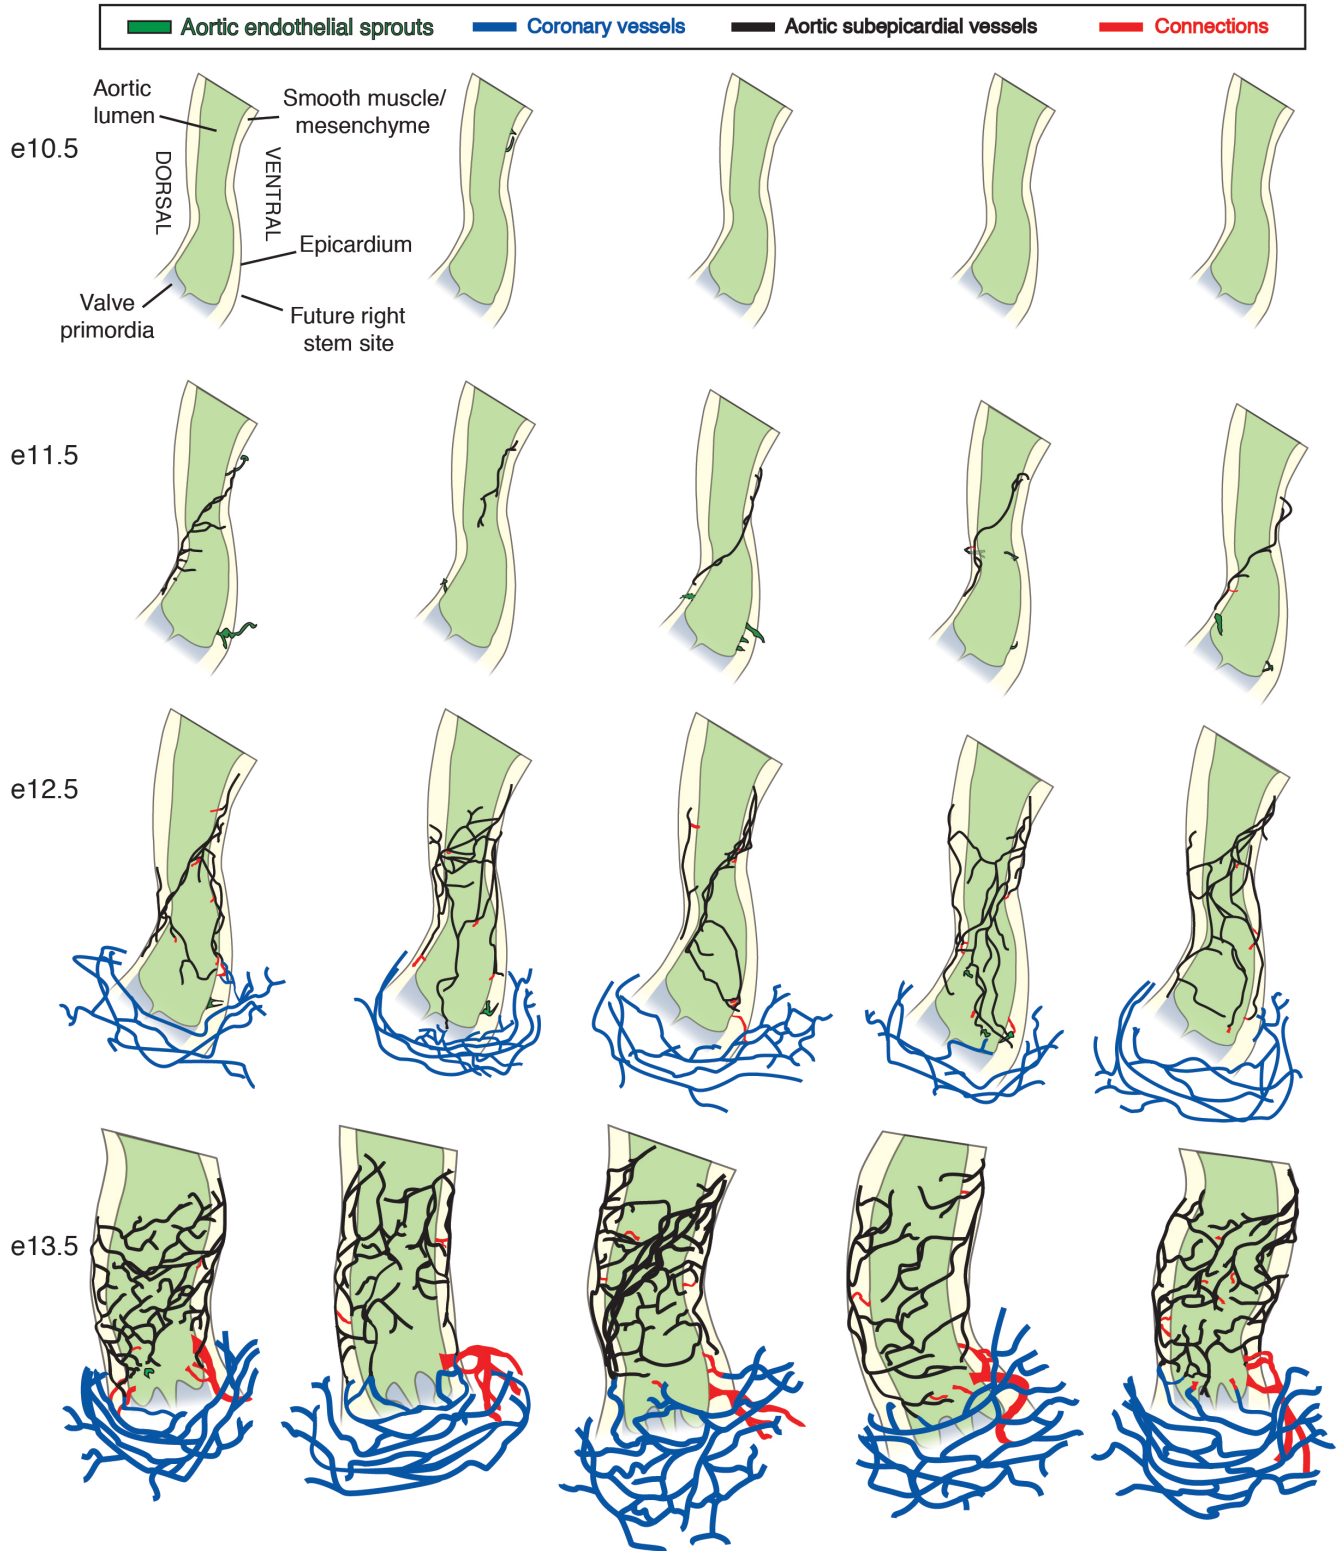 Aortic endothelial sprouts Coronary vessels Aortic subepicardial vessels Connections
Aortic
lumen
Smooth muscle/
mesenchyme
e10.5
DORSAL
VENTRAL
Epicardium
Valve
primordia
Future right
stem site
e11.5
e12.5
e13.5